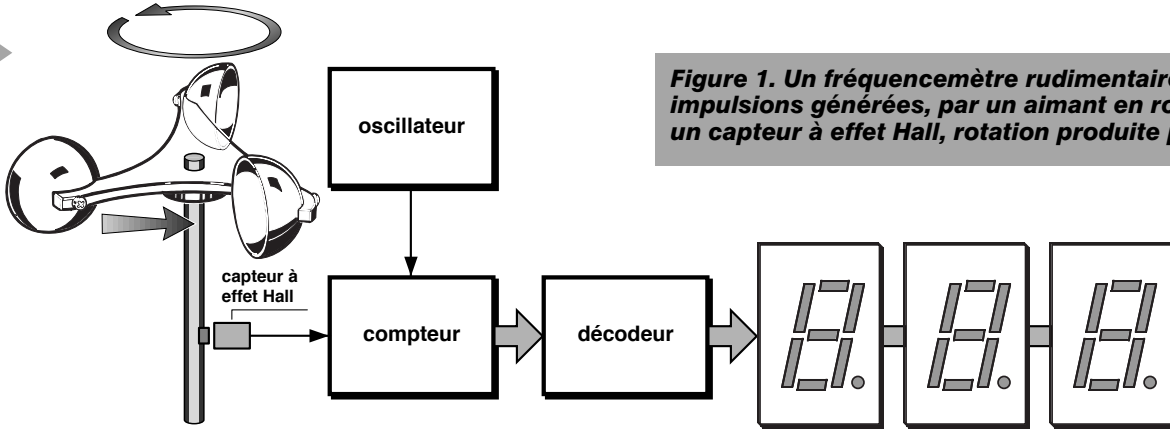 oscillateur
Figure 1. Un fréquencemètre rudimentaire
impulsions générées, par un aimant en
un capteur à effet Hall, rotation produite
capteur à
effet Hall
compteur
décodeur